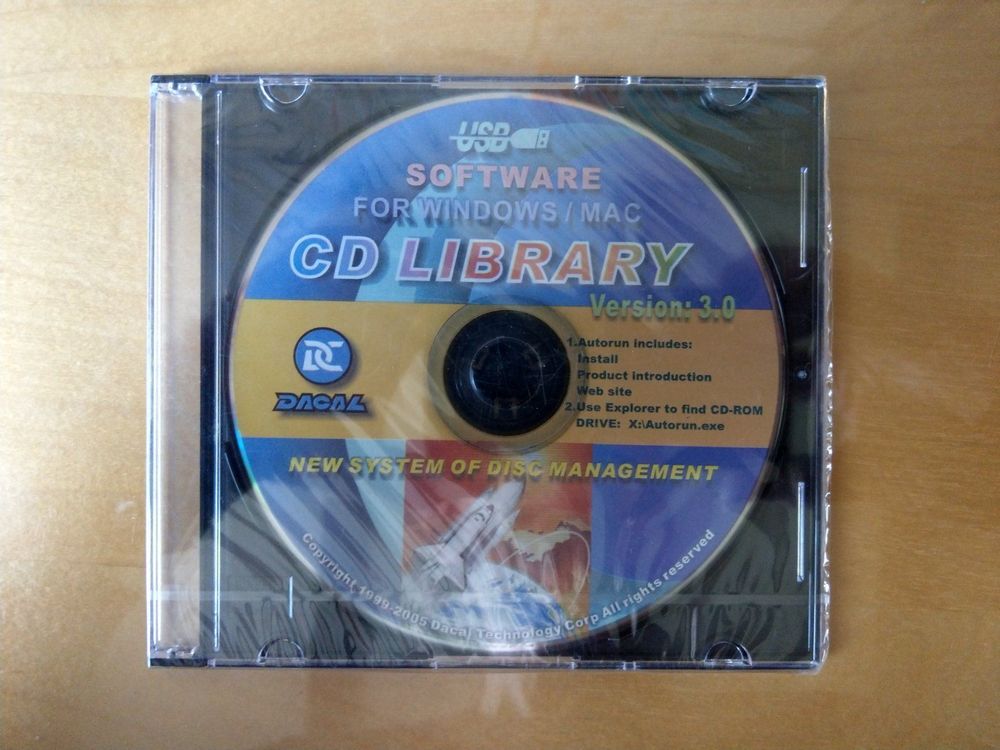 USB
SOFTWARE
FOR WINDOWS / MAC
CD LIBRARY
Version: 3.0
DC
DACAL
1.Autorun includes:
Install
Product introduction
Web site
2.Use Explorer to find CD-ROM
DRIVE: X:\Autorun.exe
NEW SYSTEM OF DISC MANAGEMENT
Copyright 1999-2005 Dacal Technology Corp All rights reserved